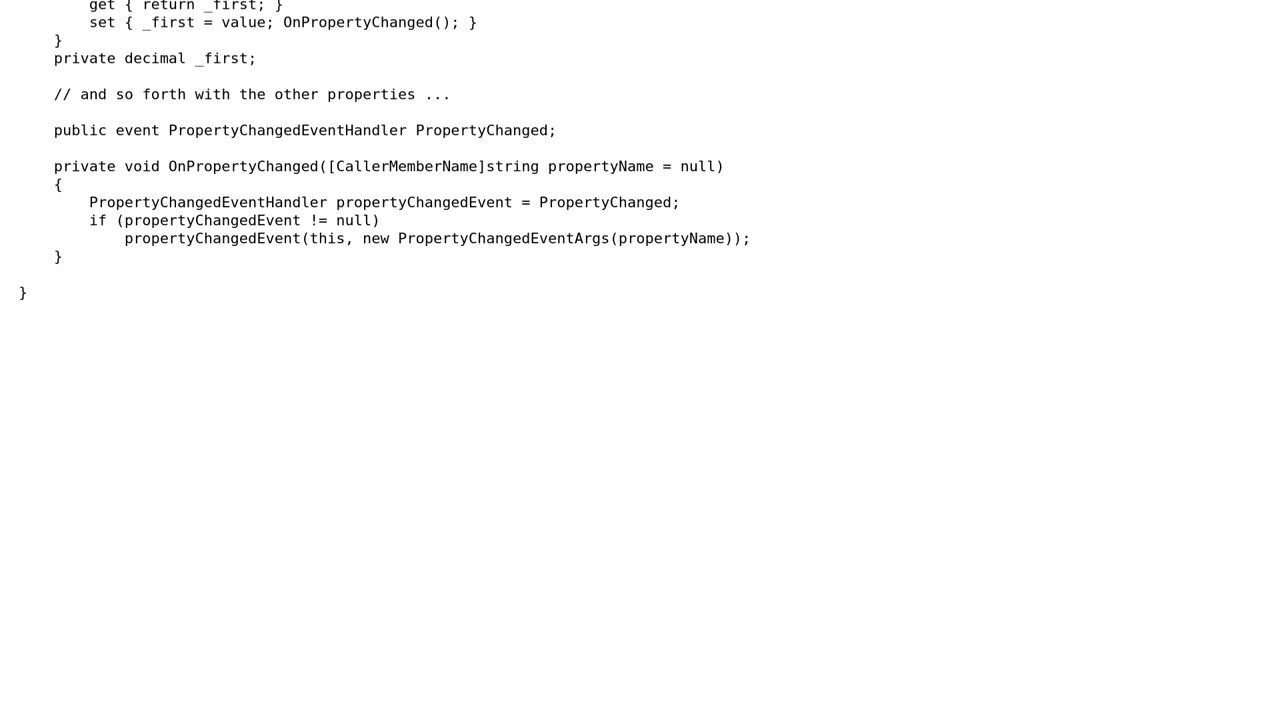 get { return _first; }
set { _first = value; OnPropertyChanged(); }
}
private decimal _first;
// and so forth with the other properties ...
public event PropertyChangedEventHandler PropertyChanged;
private void OnPropertyChanged([CallerMemberName]string propertyName = null)
{
PropertyChangedEventHandler propertyChangedEvent = PropertyChanged;
if (propertyChangedEvent != null)
propertyChangedEvent(this, new PropertyChangedEventArgs(propertyName));
}
}